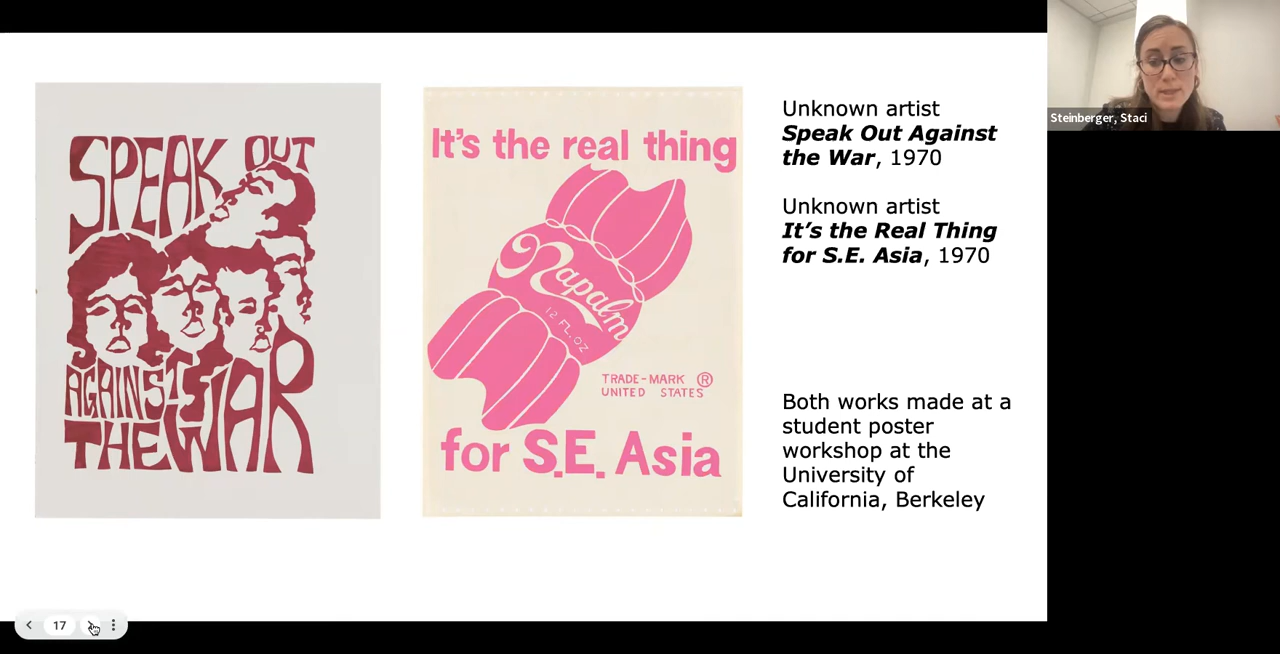 SPEAK OUT
AGAINST
THE WAR
It's the real thing
Napalm
12 FL. OZ
TRADE-MARK ®
UNITED STATES
for S.E. Asia
Unknown artist
Speak Out Against
the War, 1970
Unknown artist
It's the Real Thing
for S.E. Asia, 1970
Both works made at a
student poster
workshop at the
University of
California, Berkeley
Steinberger, Staci
17